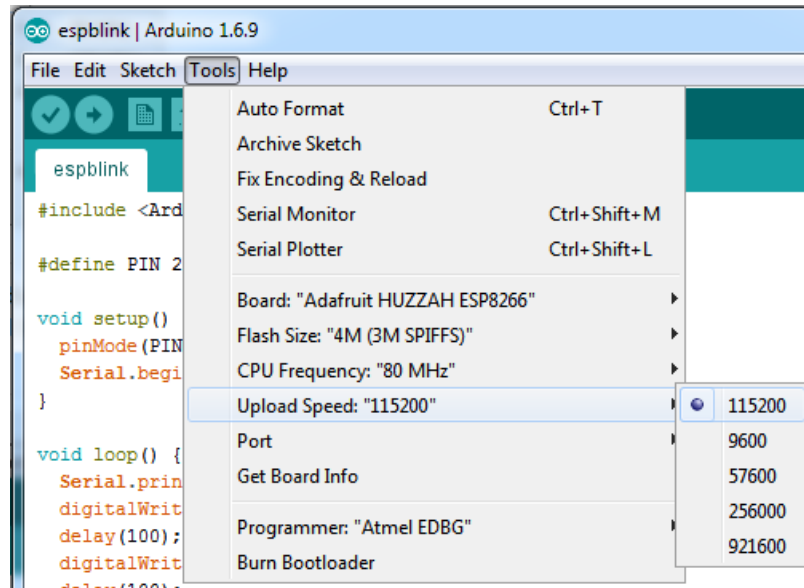 espblink | Arduino 1.6.9
File Edit Sketch Tools Help
espblink
#include <Ard
#define PIN 2
void setup()
pinMode(PIN
Serial.begi
}
void loop() {
Serial.prin
digitalWrit
delay(100);
digitalWrit
delay(100);
Auto Format Ctrl+T
Archive Sketch
Fix Encoding & Reload
Serial Monitor Ctrl+Shift+M
Serial Plotter Ctrl+Shift+L
Board: "Adafruit HUZZAH ESP8266"
Flash Size: "4M (3M SPIFFS)"
CPU Frequency: "80 MHz"
Upload Speed: "115200"
Port
Get Board Info
Programmer: "Atmel EDBG"
Burn Bootloader
115200
9600
57600
256000
921600